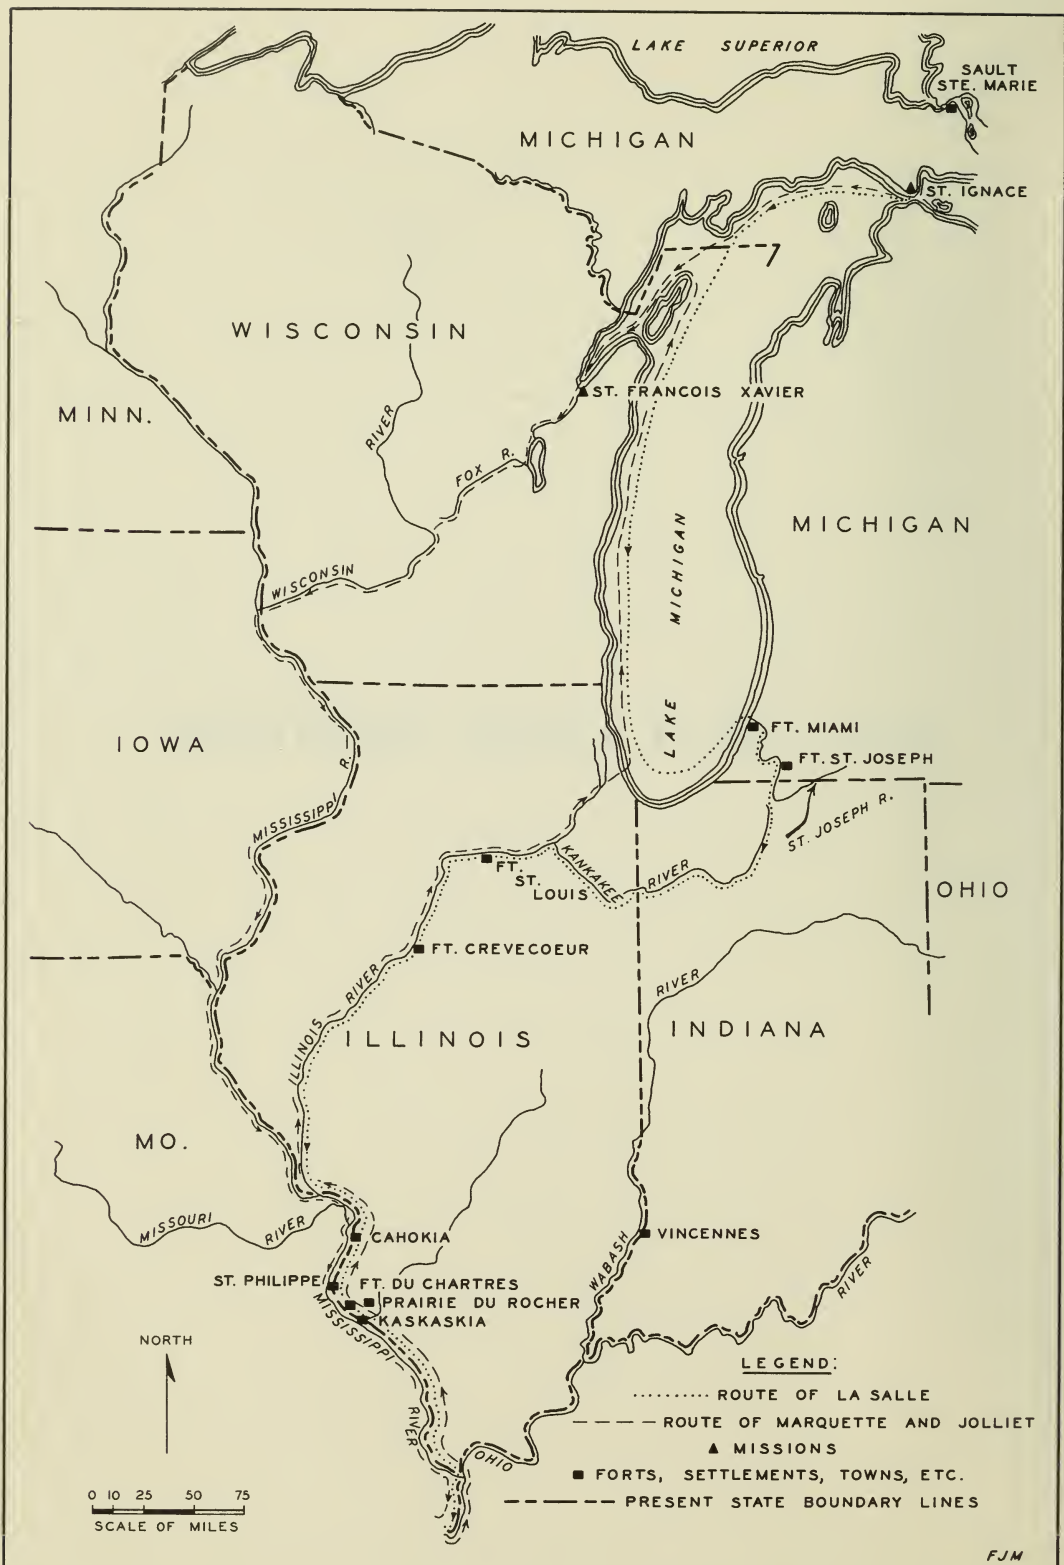 LAKE SUPERIOR
SAULT
STE. MARIE
MICHIGAN
ST. IGNACE
WISCONSIN
RIVER
ST. FRANCOIS XAVIER
MINN.
FOX R.
MICHIGAN
LAKE MICHIGAN
WISCONSIN
IOWA
FT. MIAMI
FT. ST. JOSEPH
ST. JOSEPH R.
MISSISSIPPI R.
FT.
ST.
LOUIS
KANKAKEE RIVER
OHIO
FT. CREVECOEUR
ILLINOIS RIVER
ILLINOIS
RIVER
INDIANA
MO.
MISSOURI RIVER
CAHOKIA
VINCENNES
WABASH
ST. PHILIPPE
FT. DU CHARTRES
PRAIRIE DU ROCHER
KASKASKIA
MISSISSIPPI RIVER
RIVER
OHIO
NORTH
0 10 25 50 75
SCALE OF MILES
LEGEND:
ROUTE OF LA SALLE
ROUTE OF MARQUETTE AND JOLLIET
MISSIONS
FORTS, SETTLEMENTS, TOWNS, ETC.
PRESENT STATE BOUNDARY LINES
FJM